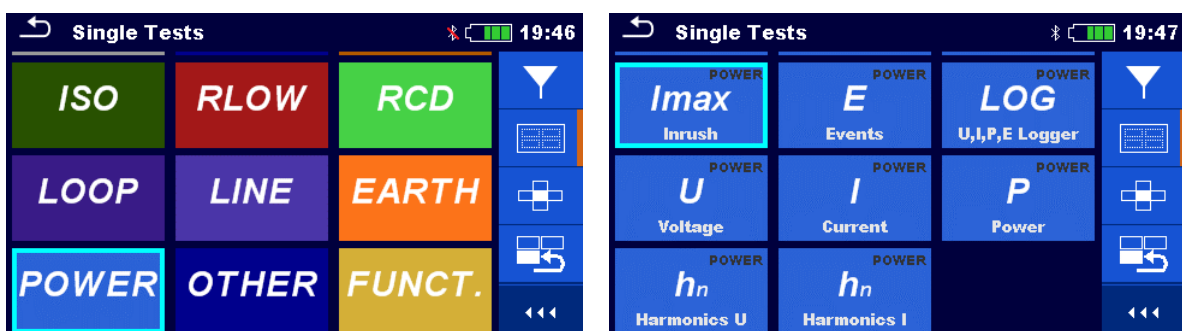 Single Tests
19:46
ISO
RLOW
RCD
LOOP
LINE
EARTH
POWER
OTHER
FUNCT.
Single Tests
19:47
POWER
Imax
Inrush
POWER
E
Events
POWER
LOG
U,I,P,E Logger
POWER
U
Voltage
POWER
I
Current
POWER
P
Power
POWER
hn
Harmonics U
POWER
hn
Harmonics I